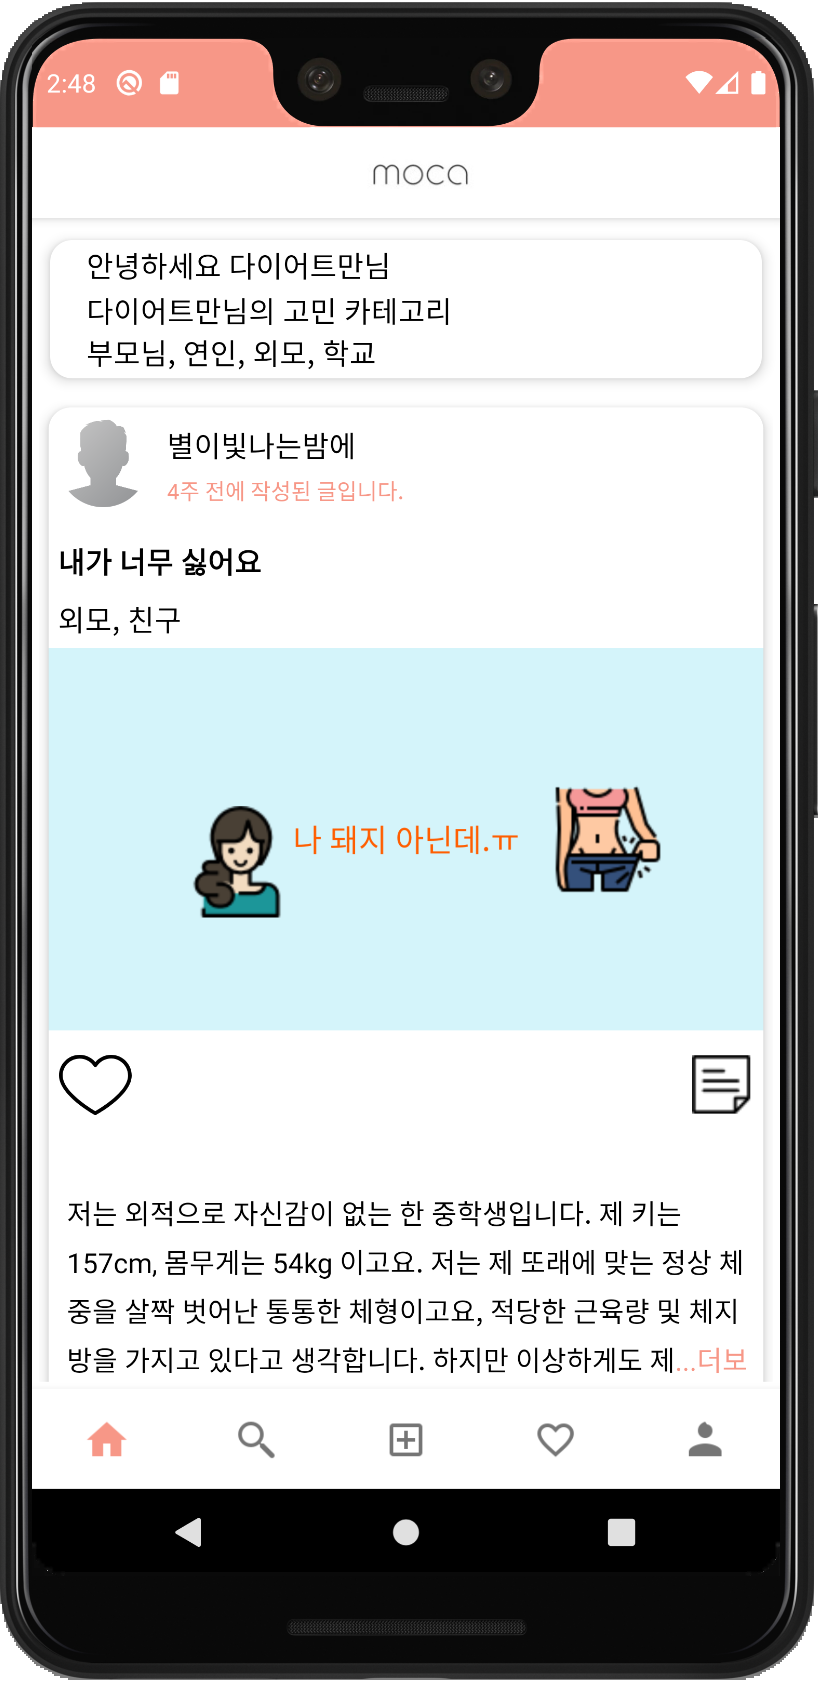 2:48
moca
안녕하세요 다이어트만님
다이어트만님의 고민 카테고리
부모님, 연인, 외모, 학교
별이빛나는밤에
4주 전에 작성된 글입니다.
내가 너무 싫어요
외모, 친구
나 돼지 아닌데.ㅠ
저는 외적으로 자신감이 없는 한 중학생입니다. 제 키는
157cm, 몸무게는 54kg 이고요. 저는 제 또래에 맞는 정상 체
중을 살짝 벗어난 통통한 체형이고요, 적당한 근육량 및 체지
방을 가지고 있다고 생각합니다. 하지만 이상하게도 제...더보